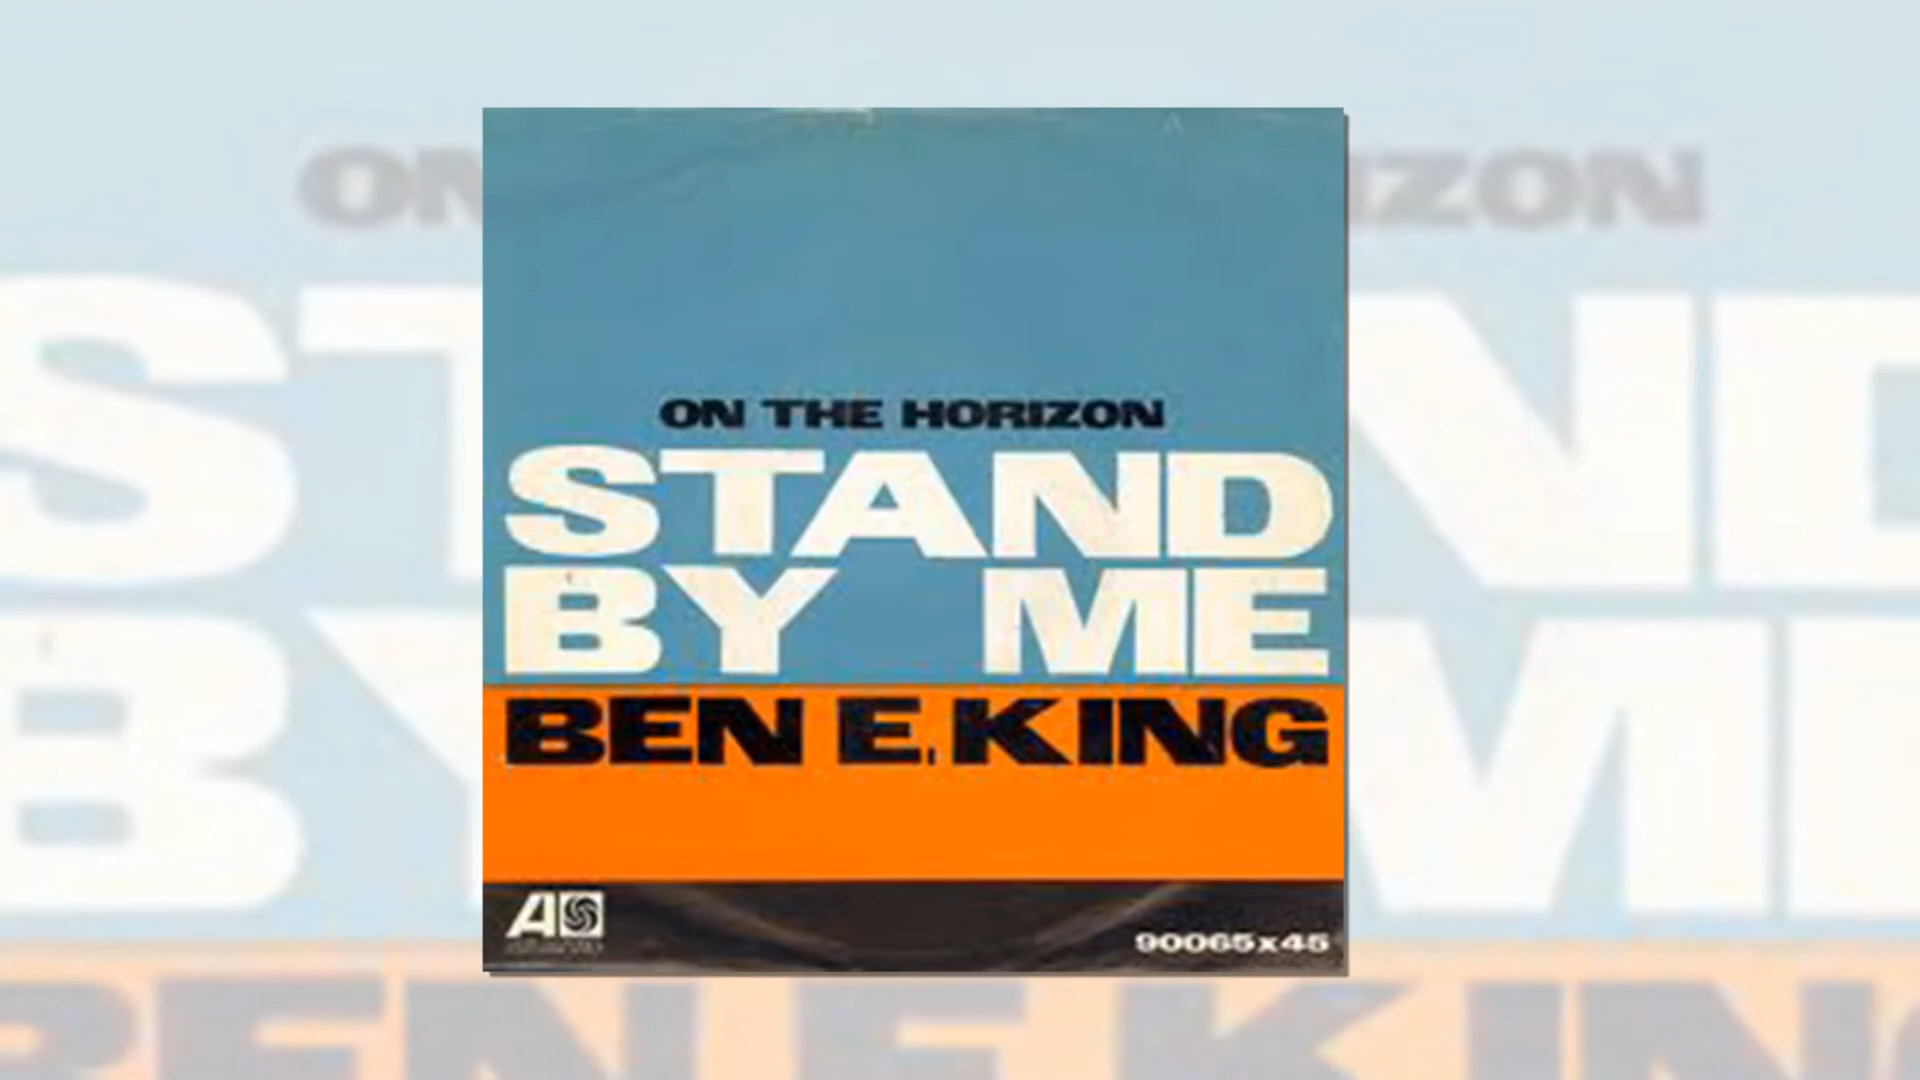 ON THE HORIZON
STAND
BY ME
BEN E. KING
90065x45